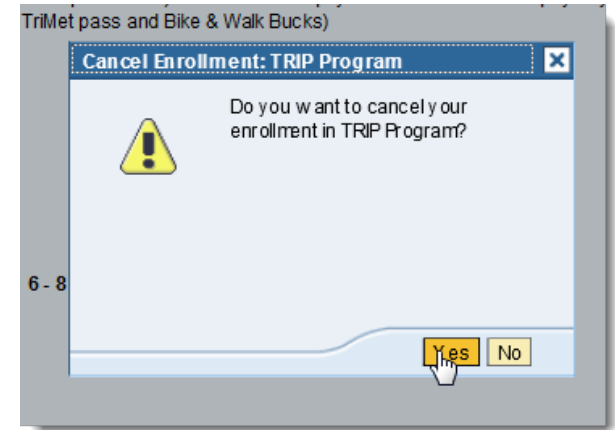 TriMet pass and Bike & Walk Bucks)
Cancel Enrollment: TRIP Program
Do you want to cancel your
enrollment in TRIP Program?
6 - 8
Yes No